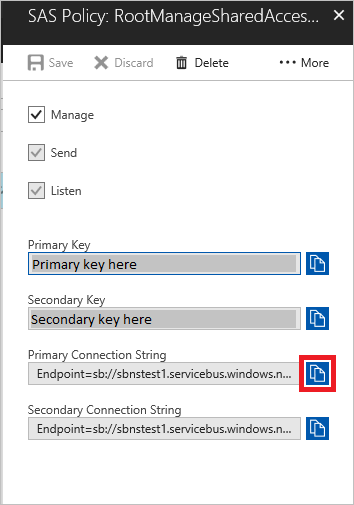 SAS Policy: RootManageSharedAcces...
Save Discard Delete ··· More
Manage
Send
Listen
Primary Key
Primary key here
Secondary Key
Secondary key here
Primary Connection String
Endpoint=sb://sbnstest1.servicebus.windows.n...
Secondary Connection String
Endpoint=sb://sbnstest1.servicebus.windows.n...